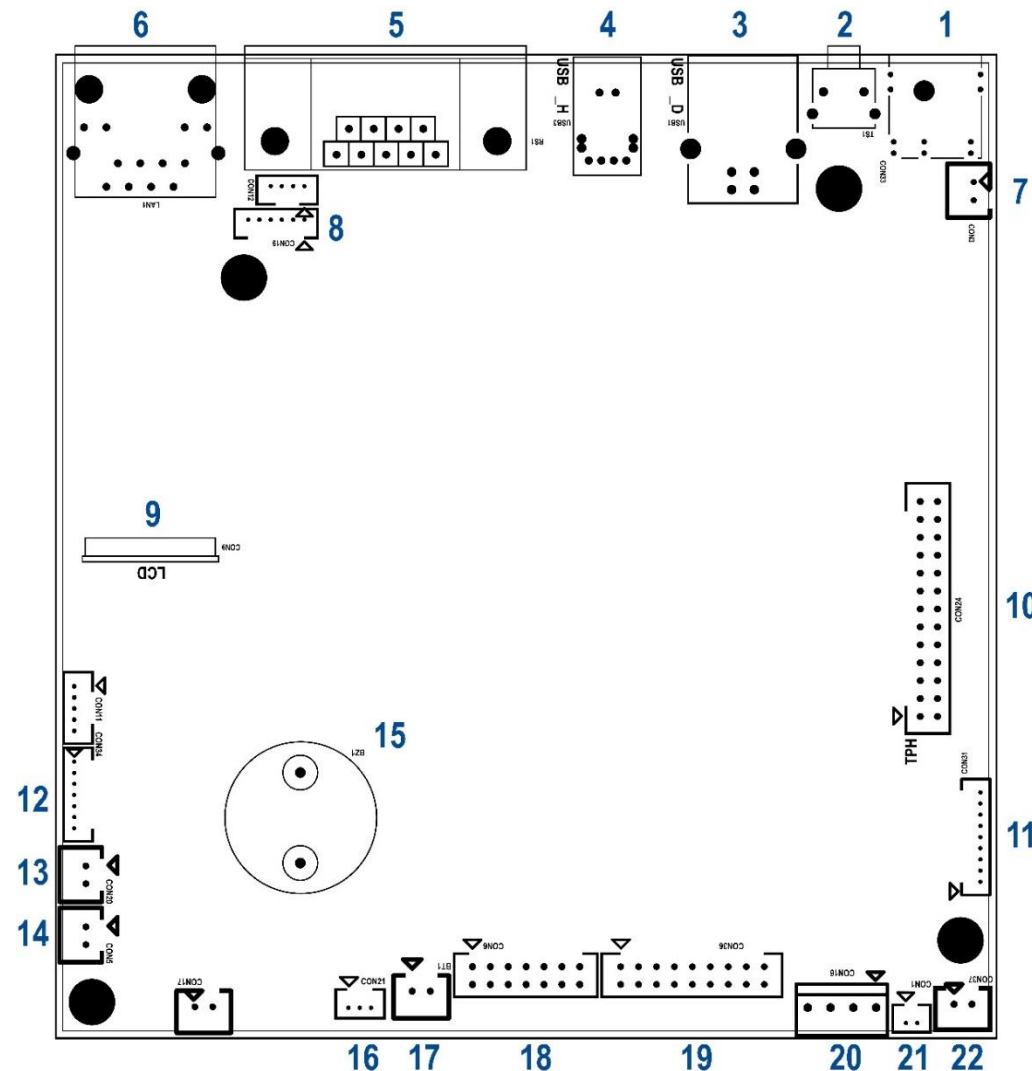 6 5 4 3 2 1
USB_H
USB_D
USB3
USB1
RS1
TS1
CON33
LAN1
CON12
CON19
8
CON3
7
9
CON9
LCD
CON24
10
TPH
CON11
CON34
12
15
BZ1
CON31
11
13
CON20
14
CON5
CON17
CON21
BT1
CON6
CON36
CON16
CON1
CON37
16 17 18 19 20 21 22